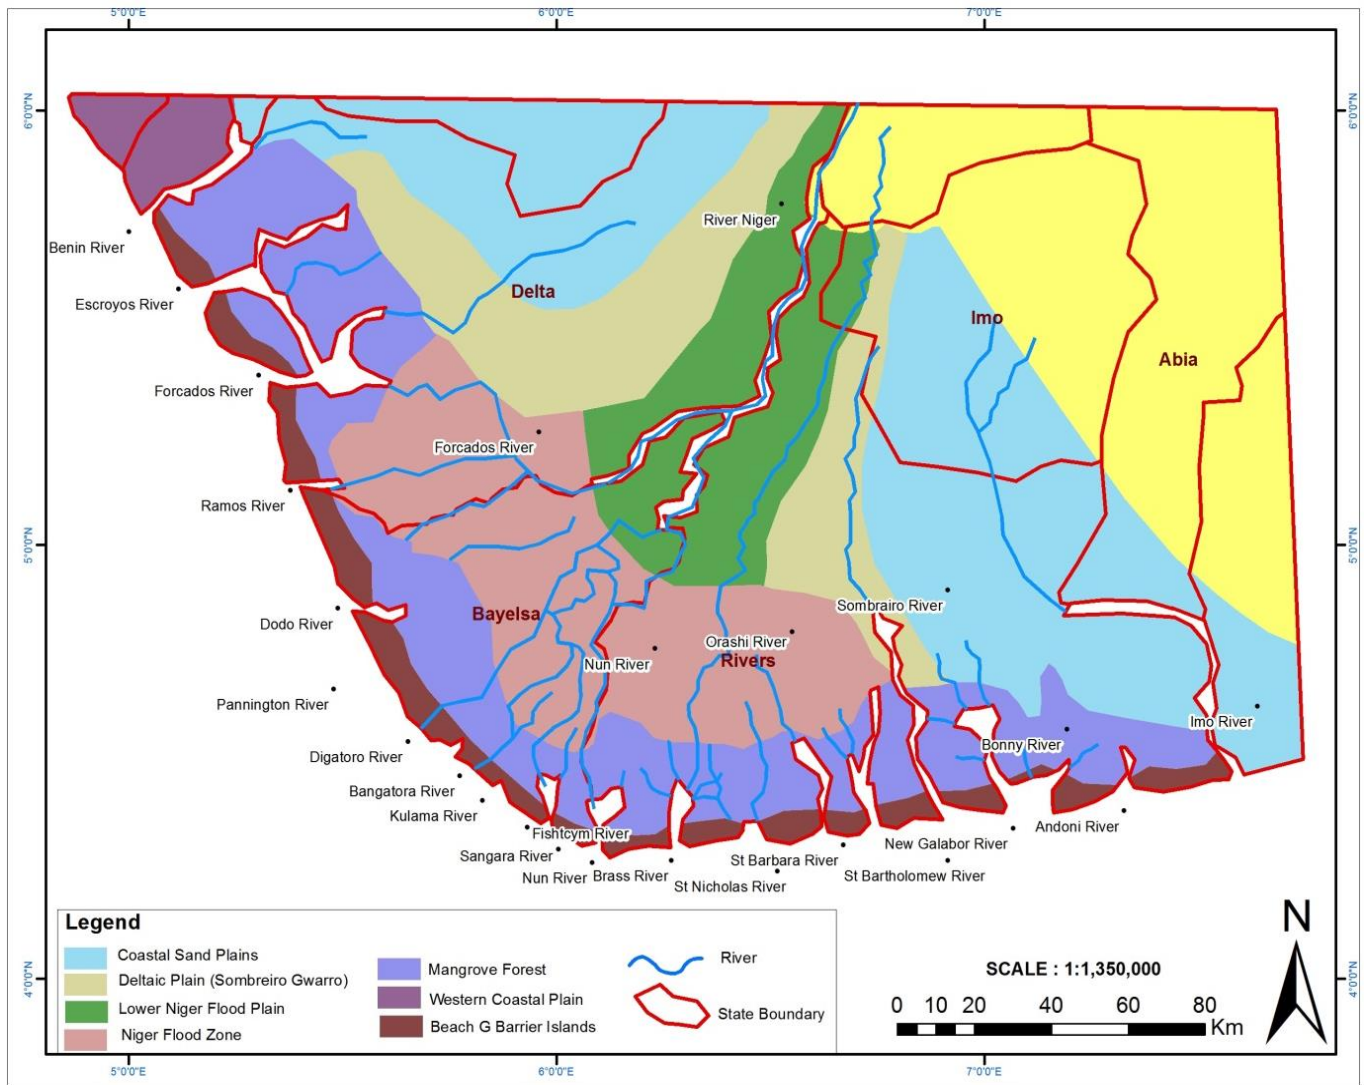 5°0'0"E
6°0'0"E
7°0'0"E
6°0'0"N
6°0'0"N
River Niger
Benin River
Escroyos River
Delta
Imo
Abia
Forcados River
Forcados River
Ramos River
5°0'0"N
5°0'0"N
Sombrairo River
Dodo River
Bayelsa
Orashi River
Nun River
Rivers
Pannington River
Imo River
Bonny River
Digatoro River
Bangatora River
Kulama River
Andoni River
Fishtcym River
New Galabor River
Sangara River
St Barbara River
Nun River
Brass River
St Nicholas River
St Bartholomew River
Legend
Coastal Sand Plains
Deltaic Plain (Sombreiro Gwarro)
Lower Niger Flood Plain
Niger Flood Zone
Mangrove Forest
Western Coastal Plain
Beach G Barrier Islands
River
State Boundary
N
SCALE : 1:1,350,000
0 10 20 40 60 80
Km
4°0'0"N
4°0'0"N
5°0'0"E
6°0'0"E
7°0'0"E